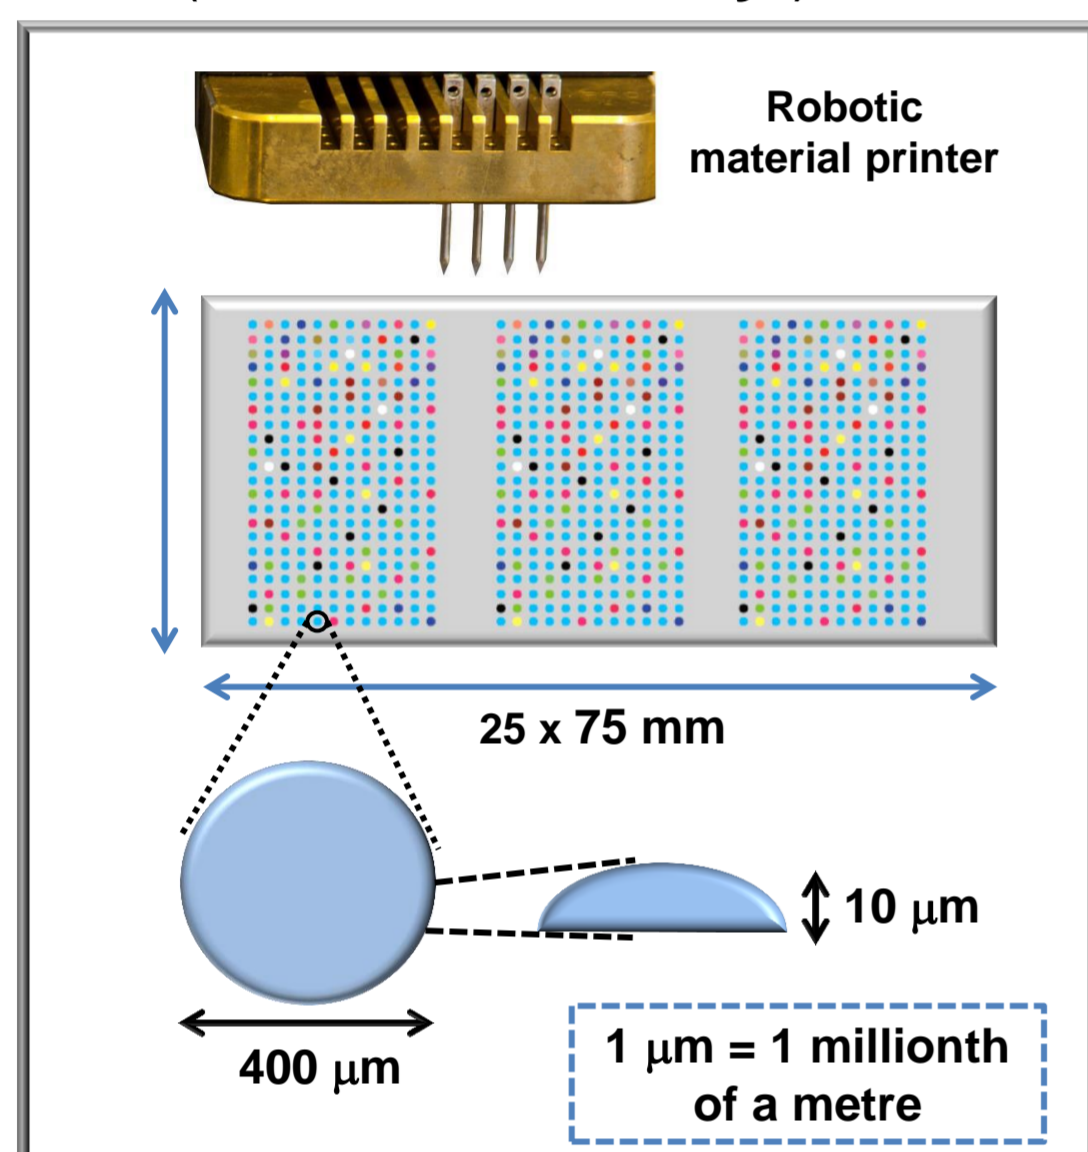 Robotic
material printer
25 x 75 mm
10 μm
400 μm
1 μm = 1 millionth
of a metre